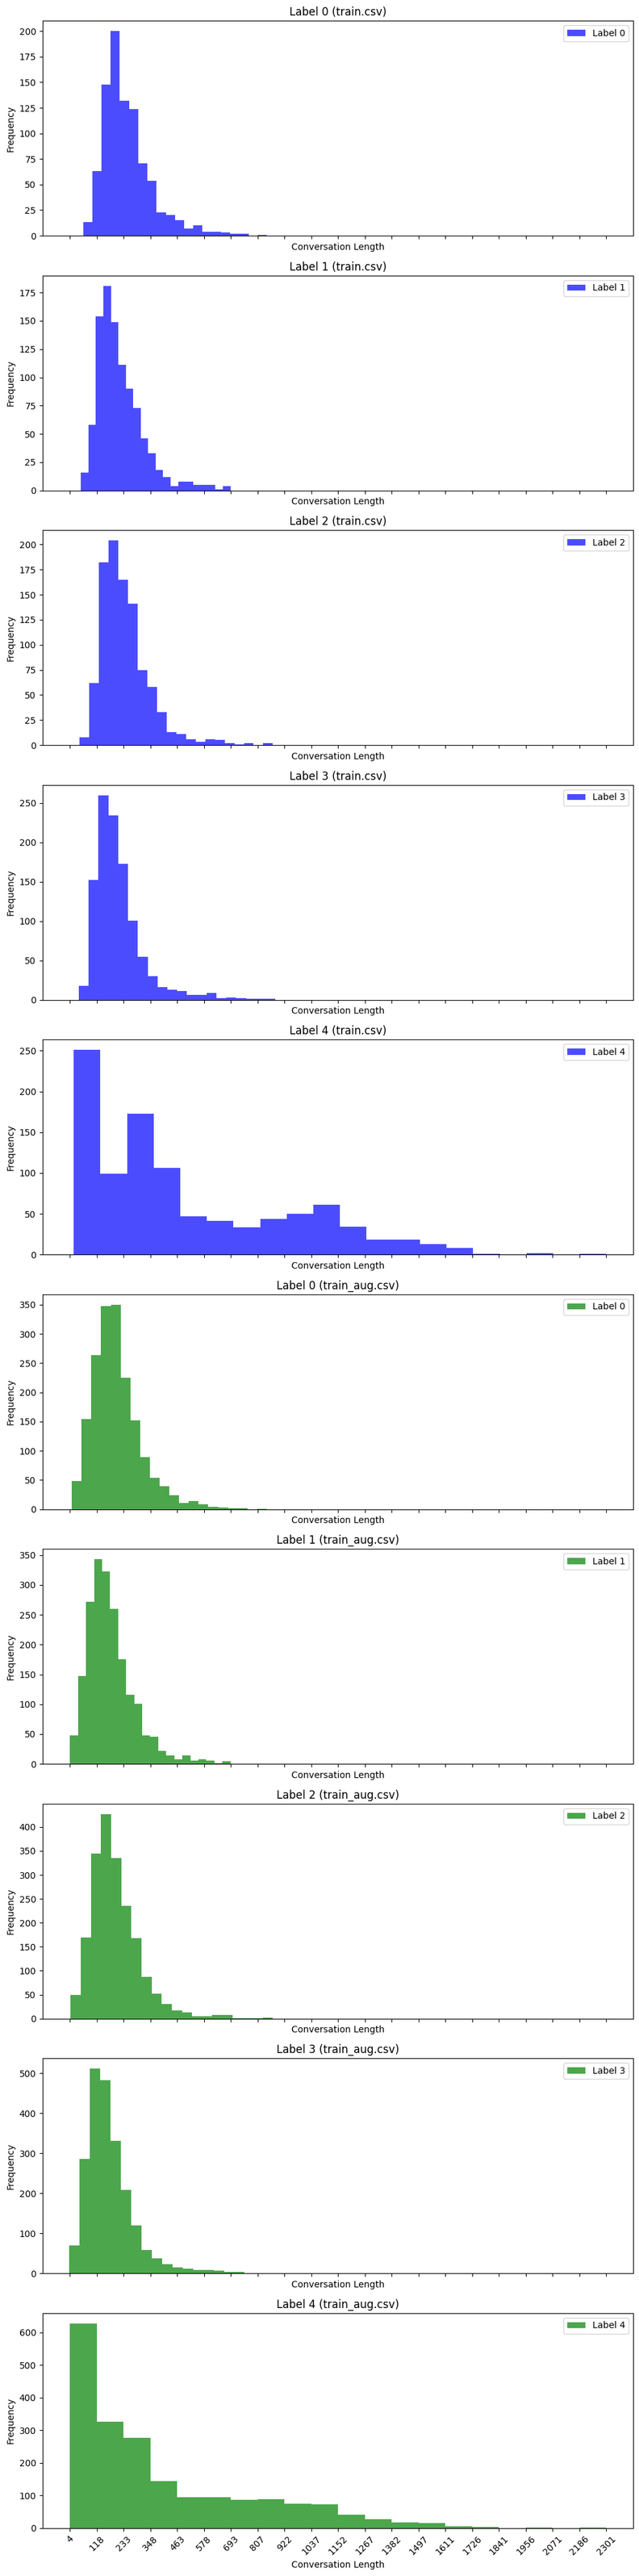 Label 0 (train.csv)
Label 0
Frequency
200
175
150
125
100
75
50
25
0
Conversation Length
Label 1 (train.csv)
Label 1
Frequency
175
150
125
100
75
50
25
0
Conversation Length
Label 2 (train.csv)
Label 2
Frequency
200
175
150
125
100
75
50
25
0
Conversation Length
Label 3 (train.csv)
Label 3
Frequency
250
200
150
100
50
0
Conversation Length
Label 4 (train.csv)
Label 4
Frequency
250
200
150
100
50
0
Conversation Length
Label 0 (train_aug.csv)
Label 0
Frequency
350
300
250
200
150
100
50
0
Conversation Length
Label 1 (train_aug.csv)
Label 1
Frequency
350
300
250
200
150
100
50
0
Conversation Length
Label 2 (train_aug.csv)
Label 2
Frequency
400
350
300
250
200
150
100
50
0
Conversation Length
Label 3 (train_aug.csv)
Label 3
Frequency
500
400
300
200
100
0
Conversation Length
Label 4 (train_aug.csv)
Label 4
Frequency
600
500
400
300
200
100
0
4 118 233 348 463 578 693 807 922 1037 1152 1267 1382 1497 1611 1726 1841 1956 2071 2186 2301
Conversation Length